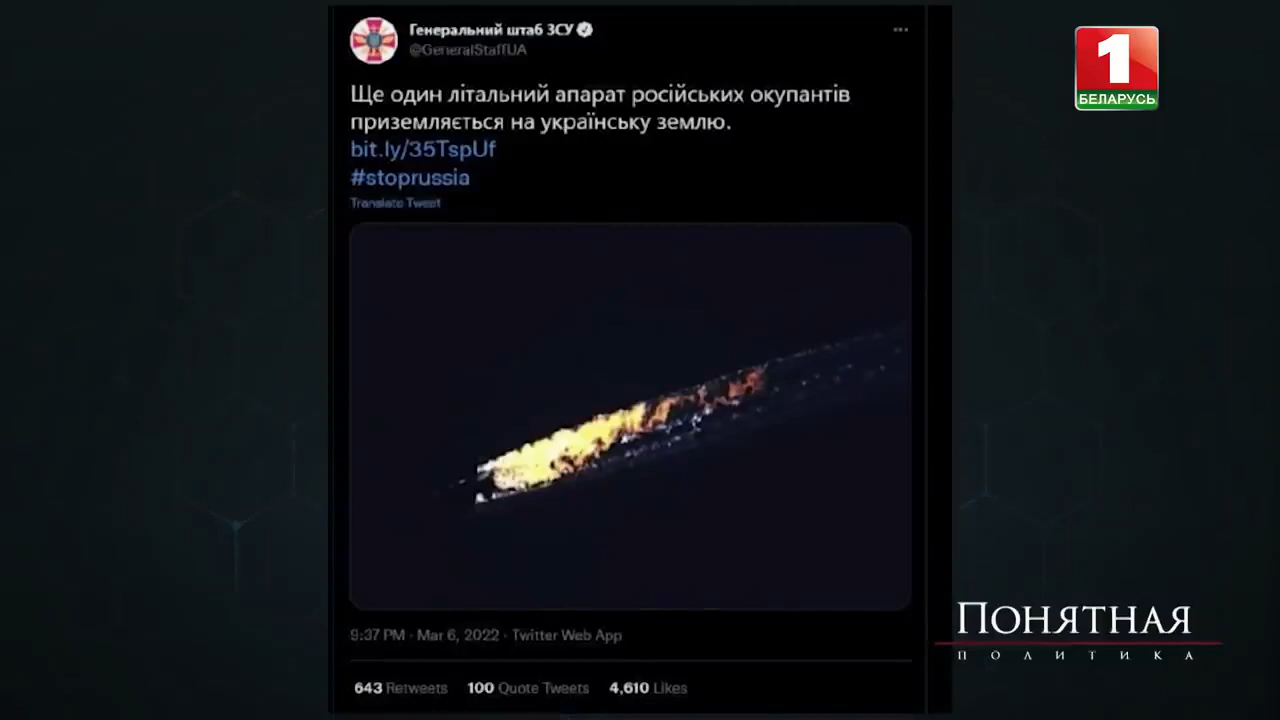 Генеральний штаб ЗСУ
@GeneralStaffUA
Ще один літальний апарат російських окупантів
приземляється на українську землю.
bit.ly/35TspUf
#stoprussia
Translate Tweet
9:37 PM · Mar 6, 2022 · Twitter Web App
643 Retweets 100 Quote Tweets 4,610 Likes
1
БЕЛАРУСЬ
ПОНЯТНАЯ
ПОЛИТИКА